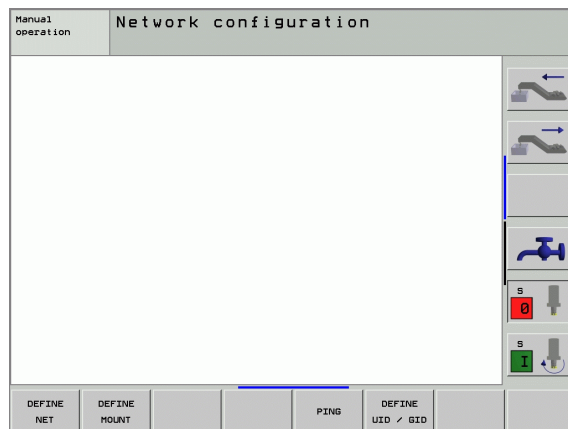 Manual
operation
Network configuration
S
0
S
I
DEFINE
NET
DEFINE
MOUNT
PING
DEFINE
UID / GID